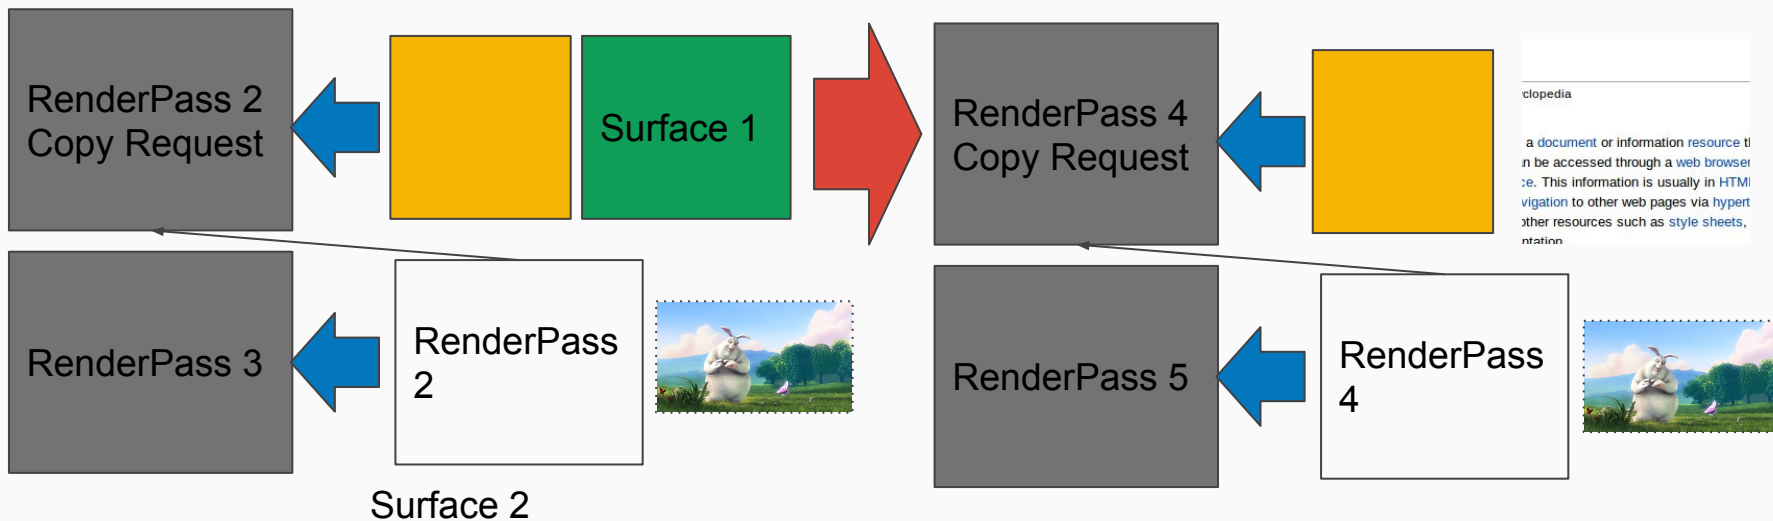 RenderPass 2
Copy Request
Surface 1
RenderPass 4
Copy Request
clopedia
a document or information resource
n be accessed through a web browser
ce. This information is usually in HTM
vigation to other web pages via hypert
other resources such as style sheets,
ntation
RenderPass 3
RenderPass
2
RenderPass 5
RenderPass
4
Surface 2